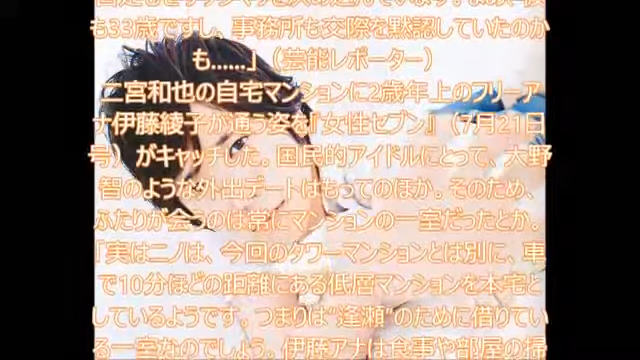 も33歳ですし、事務所も交際を黙認していたのか
も……」（芸能レポーター）
二宮和也の自宅マンションに2歳年上のフリーア
ナ伊藤綾子が通う姿を『女性セブン』（7月21日
号）がキャッチした。国民的アイドルにとって、大野
智のような外出デートはもってのほか。そのため、
ふたりが会うのは常にマンションの一室だったとか。
「実はニノは、今回のタワーマンションとは別に、車
で10分ほどの距離にある低層マンションを本宅と
しているようです。つまりは“逢瀬”のために借りてい
る一室なのでしょう。伊藤アナは食事や部屋の掃